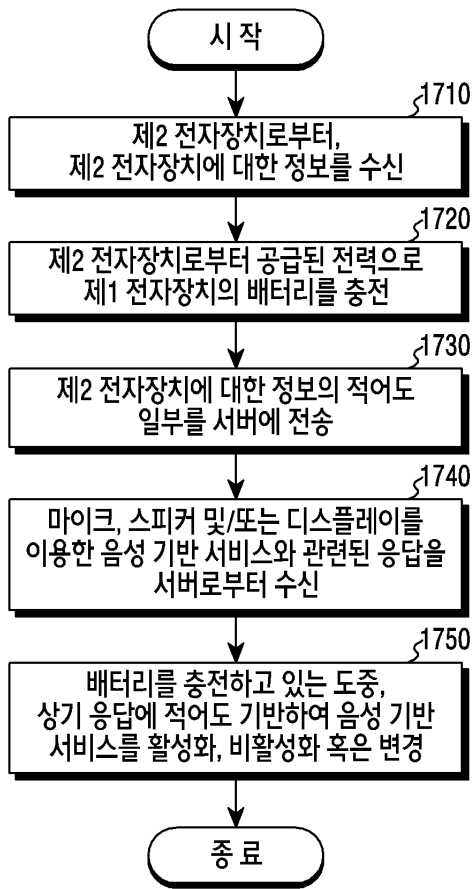 시 작
1710
제2 전자장치로부터,
제2 전자장치에 대한 정보를 수신
1720
제2 전자장치로부터 공급된 전력으로
제1 전자장치의 배터리를 충전
1730
제2 전자장치에 대한 정보의 적어도
일부를 서버에 전송
1740
마이크, 스피커 및/또는 디스플레이를
이용한 음성 기반 서비스와 관련된 응답을
서버로부터 수신
1750
배터리를 충전하고 있는 도중,
상기 응답에 적어도 기반하여 음성 기반
서비스를 활성화, 비활성화 혹은 변경
종 료